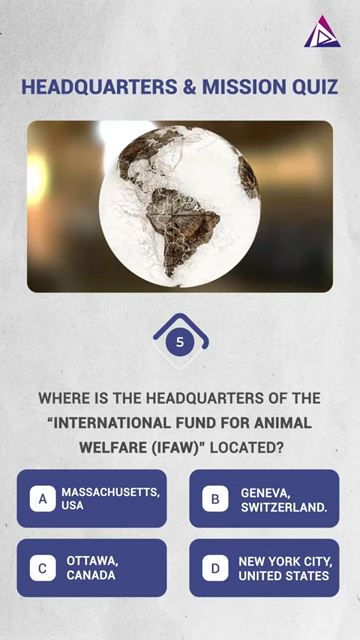 HEADQUARTERS & MISSION QUIZ
5
WHERE IS THE HEADQUARTERS OF THE
“INTERNATIONAL FUND FOR ANIMAL
WELFARE (IFAW)” LOCATED?
A MASSACHUSETTS,
USA
B GENEVA,
SWITZERLAND.
C OTTAWA,
CANADA
D NEW YORK CITY,
UNITED STATES